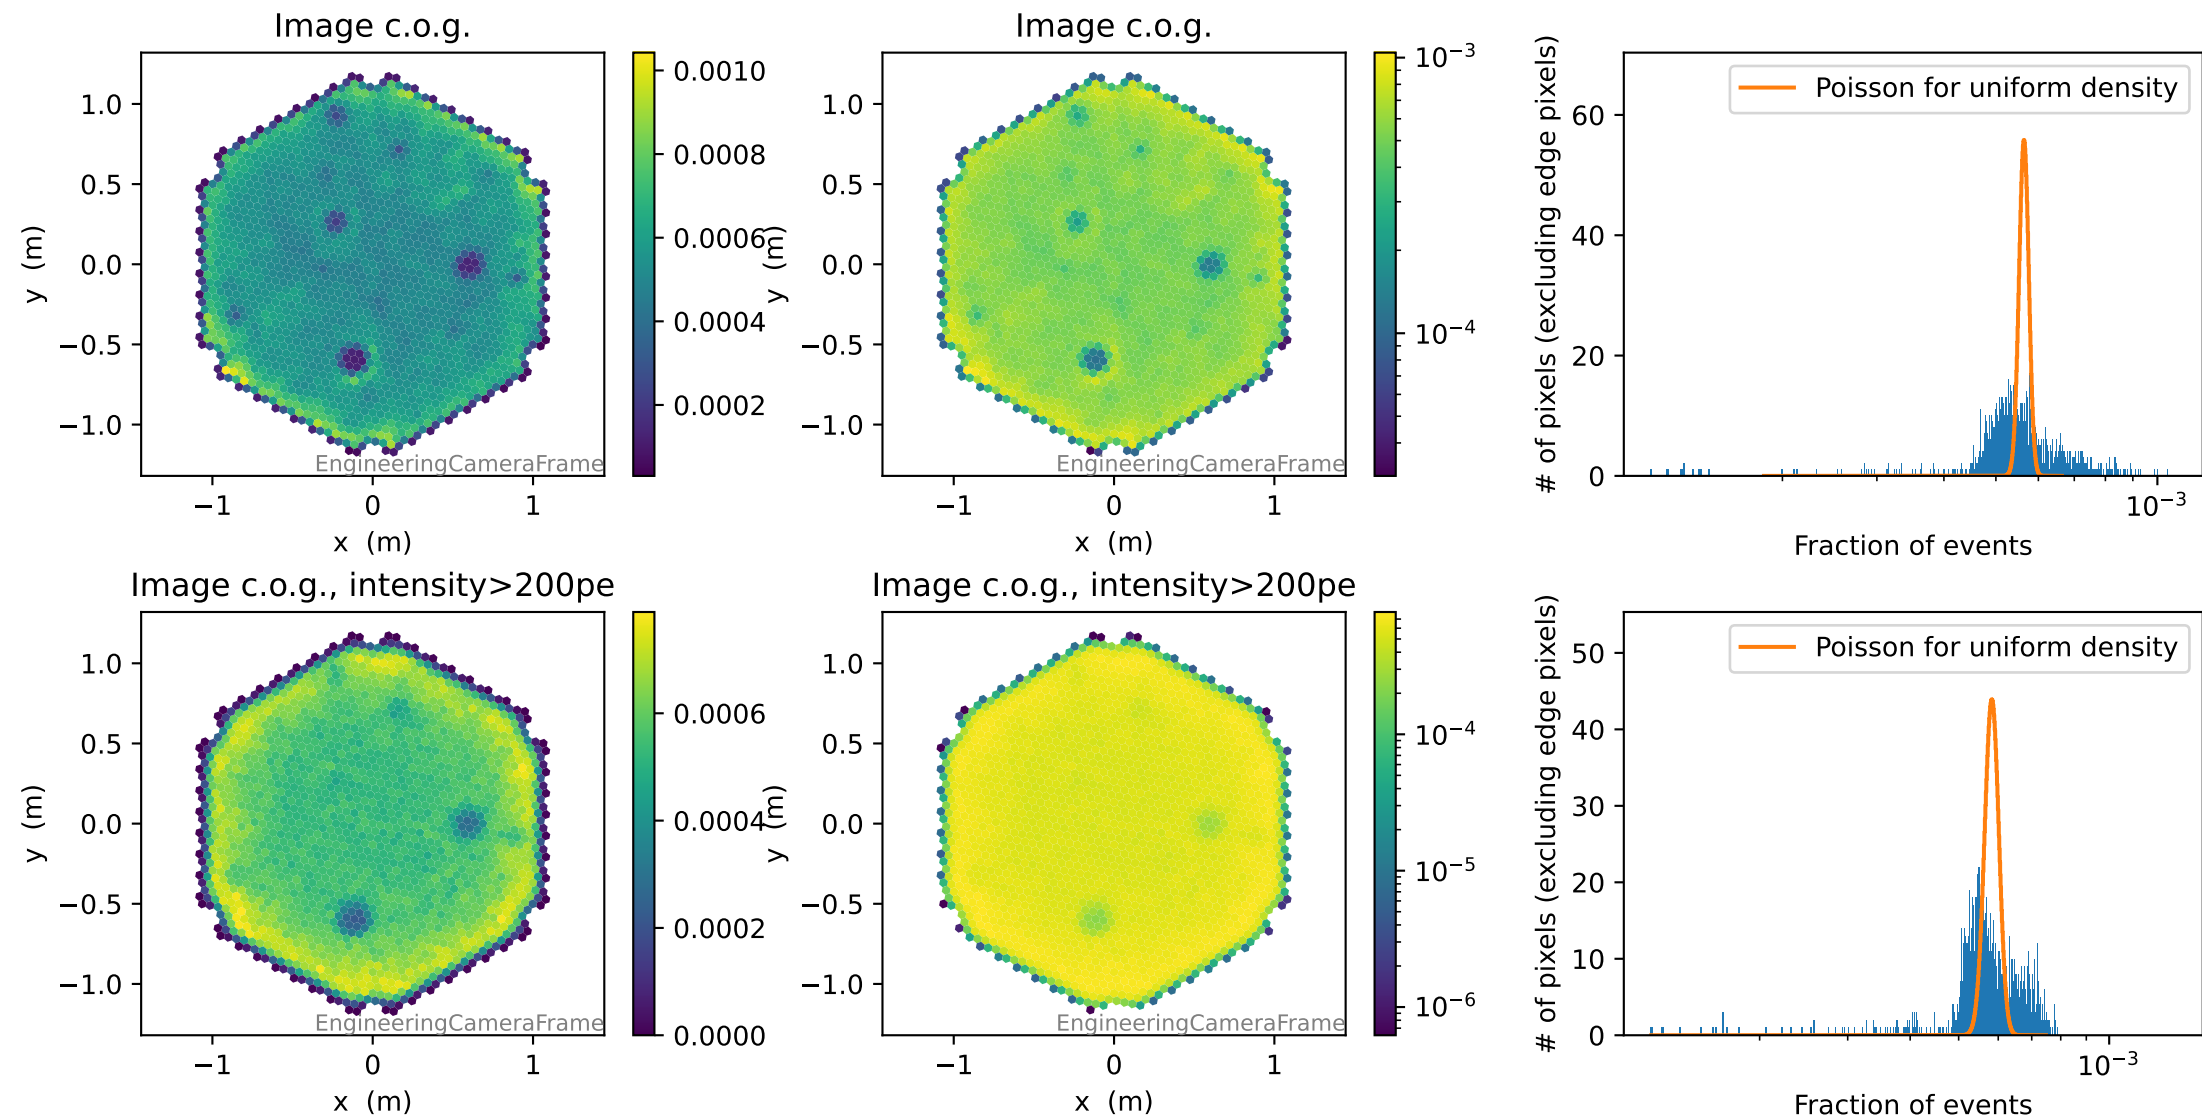 Image c.o.g.
y (m)
1.0
0.5
0.0
−0.5
−1.0
−1
0
1
x (m)
EngineeringCameraFrame
0.0010
0.0008
0.0006
0.0004
0.0002
Image c.o.g.
y (m)
1.0
0.5
0.0
−0.5
−1.0
−1
0
1
x (m)
EngineeringCameraFrame
10⁻³
10⁻⁴
# of pixels (excluding edge pixels)
60
40
20
0
Poisson for uniform density
10⁻³
Fraction of events
Image c.o.g., intensity>200pe
y (m)
1.0
0.5
0.0
−0.5
−1.0
−1
0
1
x (m)
EngineeringCameraFrame
0.0006
0.0004
0.0002
0.0000
Image c.o.g., intensity>200pe
y (m)
1.0
0.5
0.0
−0.5
−1.0
−1
0
1
x (m)
EngineeringCameraFrame
10⁻⁴
10⁻⁵
10⁻⁶
# of pixels (excluding edge pixels)
50
40
30
20
10
0
Poisson for uniform density
10⁻³
Fraction of events